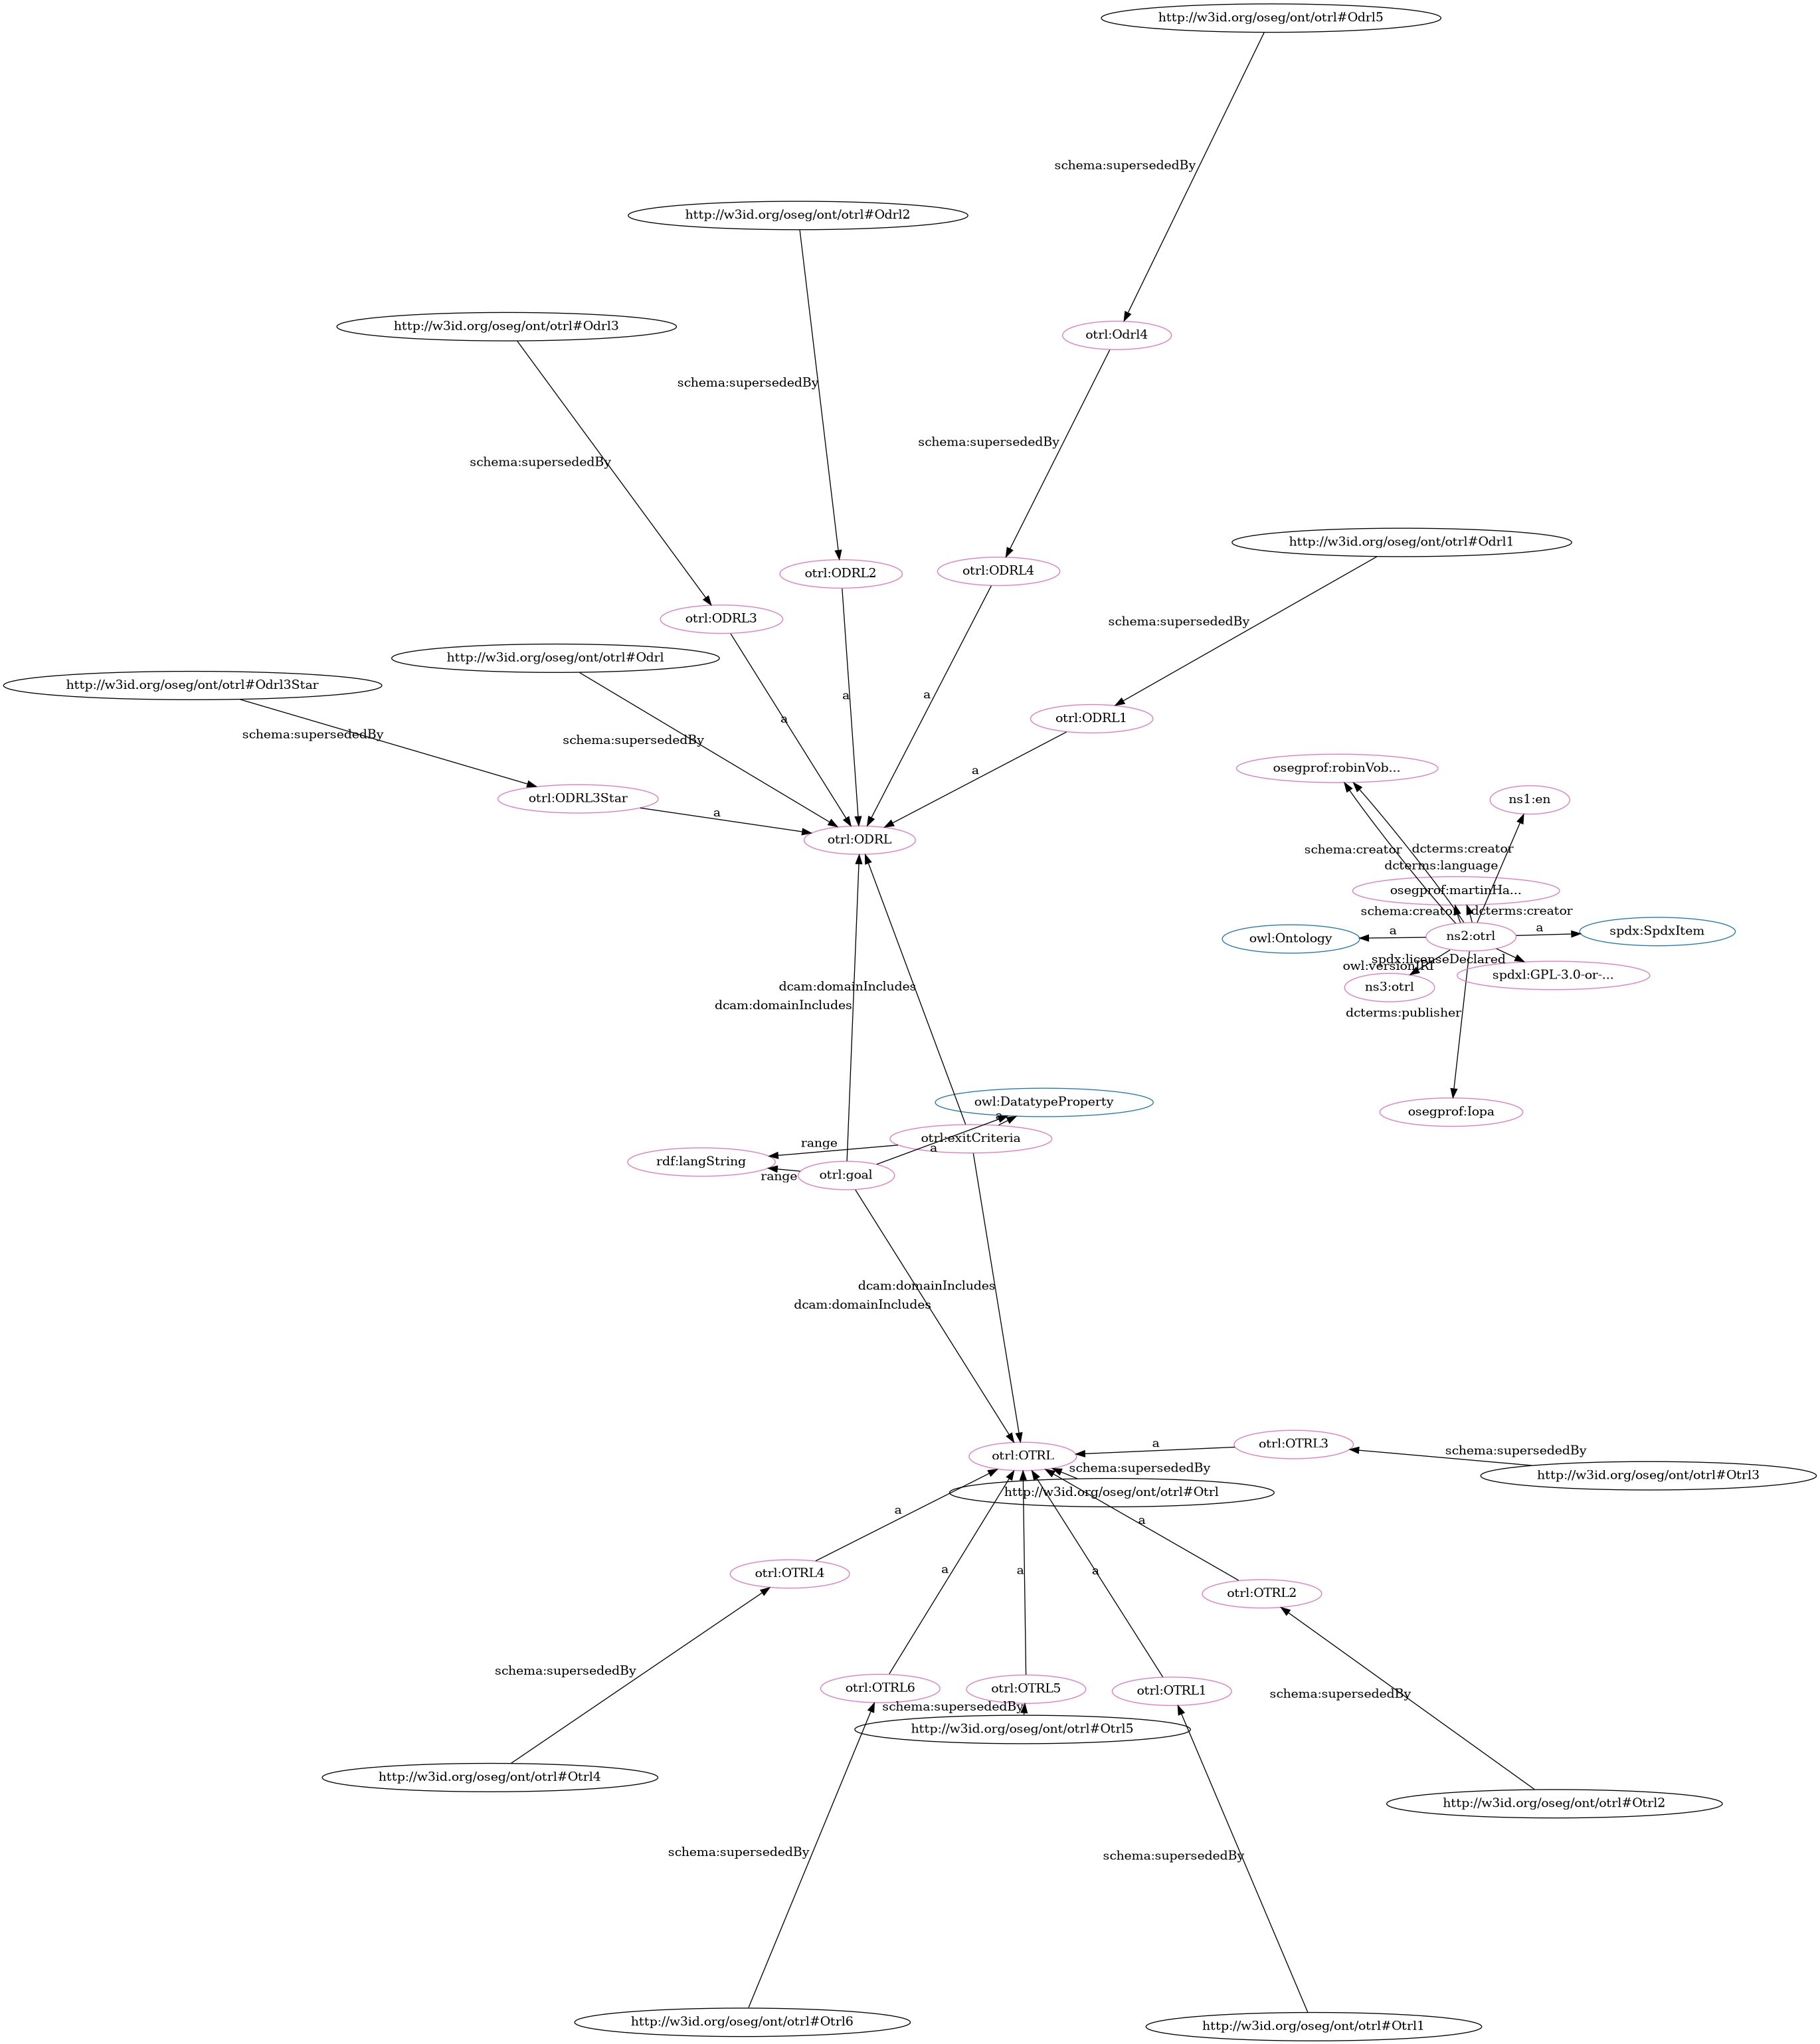 http://w3id.org/oseg/ont/otrl#Odrl5
schema:supersededBy
http://w3id.org/oseg/ont/otrl#Odrl2
http://w3id.org/oseg/ont/otrl#Odrl3
otrl:Odrl4
schema:supersededBy
schema:supersededBy
schema:supersededBy
http://w3id.org/oseg/ont/otrl#Odrl1
otrl:ODRL2
otrl:ODRL4
otrl:ODRL3
schema:supersededBy
http://w3id.org/oseg/ont/otrl#Odrl
http://w3id.org/oseg/ont/otrl#Odrl3Star
a
a
a
otrl:ODRL1
schema:supersededBy
schema:supersededBy
a
osegprof:robinVob...
otrl:ODRL3Star
ns1:en
a
otrl:ODRL
schema:creator
dcterms:creator
dcterms:language
osegprof:martinHa...
schema:creator
dcterms:creator
owl:Ontology
a
ns2:otrl
a
spdx:SpdxItem
spdx:licenseDeclared
owl:versionIRI
spdxl:GPL-3.0-or-...
ns3:otrl
dcam:domainIncludes
dcam:domainIncludes
dcterms:publisher
owl:DatatypeProperty
osegprof:Iopa
a
otrl:exitCriteria
range
a
rdf:langString
range
otrl:goal
dcam:domainIncludes
dcam:domainIncludes
otrl:OTRL
a
otrl:OTRL3
schema:supersededBy
schema:supersededBy
http://w3id.org/oseg/ont/otrl#Otrl3
http://w3id.org/oseg/ont/otrl#Otrl
a
a
otrl:OTRL4
a
a
a
otrl:OTRL2
schema:supersededBy
otrl:OTRL6
otrl:OTRL5
otrl:OTRL1
schema:supersededBy
schema:supersededBy
http://w3id.org/oseg/ont/otrl#Otrl5
http://w3id.org/oseg/ont/otrl#Otrl4
http://w3id.org/oseg/ont/otrl#Otrl2
schema:supersededBy
schema:supersededBy
http://w3id.org/oseg/ont/otrl#Otrl6
http://w3id.org/oseg/ont/otrl#Otrl1